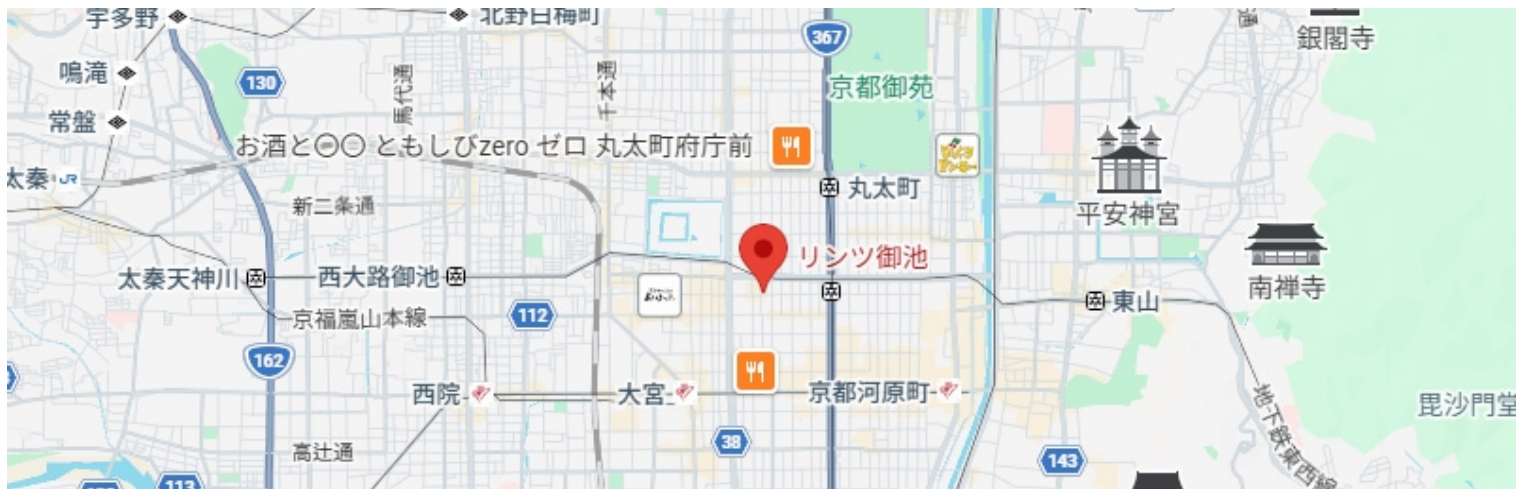 宇多野
北野白梅町
367
銀閣寺
鳴滝
130
馬代通
千本通
京都御苑
常盤
お酒と〇〇 ともしびzero ゼロ 丸太町府庁前
太秦
JR
丸太町
新二条通
平安神宮
リンツ御池
太秦天神川
西大路御池
南禅寺
東山
京福嵐山本線
112
162
西院
大宮
京都河原町
地下鉄東西線
毘沙門堂
高辻通
38
143
113